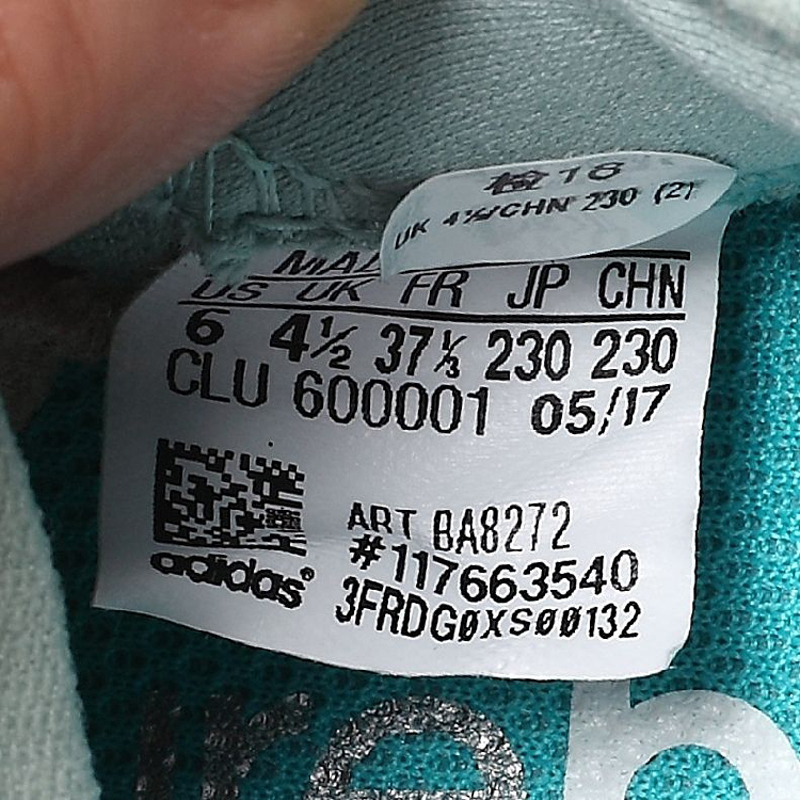 检16
UK 4½/CHN 230 (2)
US UK FR JP CHN
6 4½ 37⅓ 230 230
CLU 600001 05/17
ART BA8272
#117663540
adidas®
3FRDG0XS00132